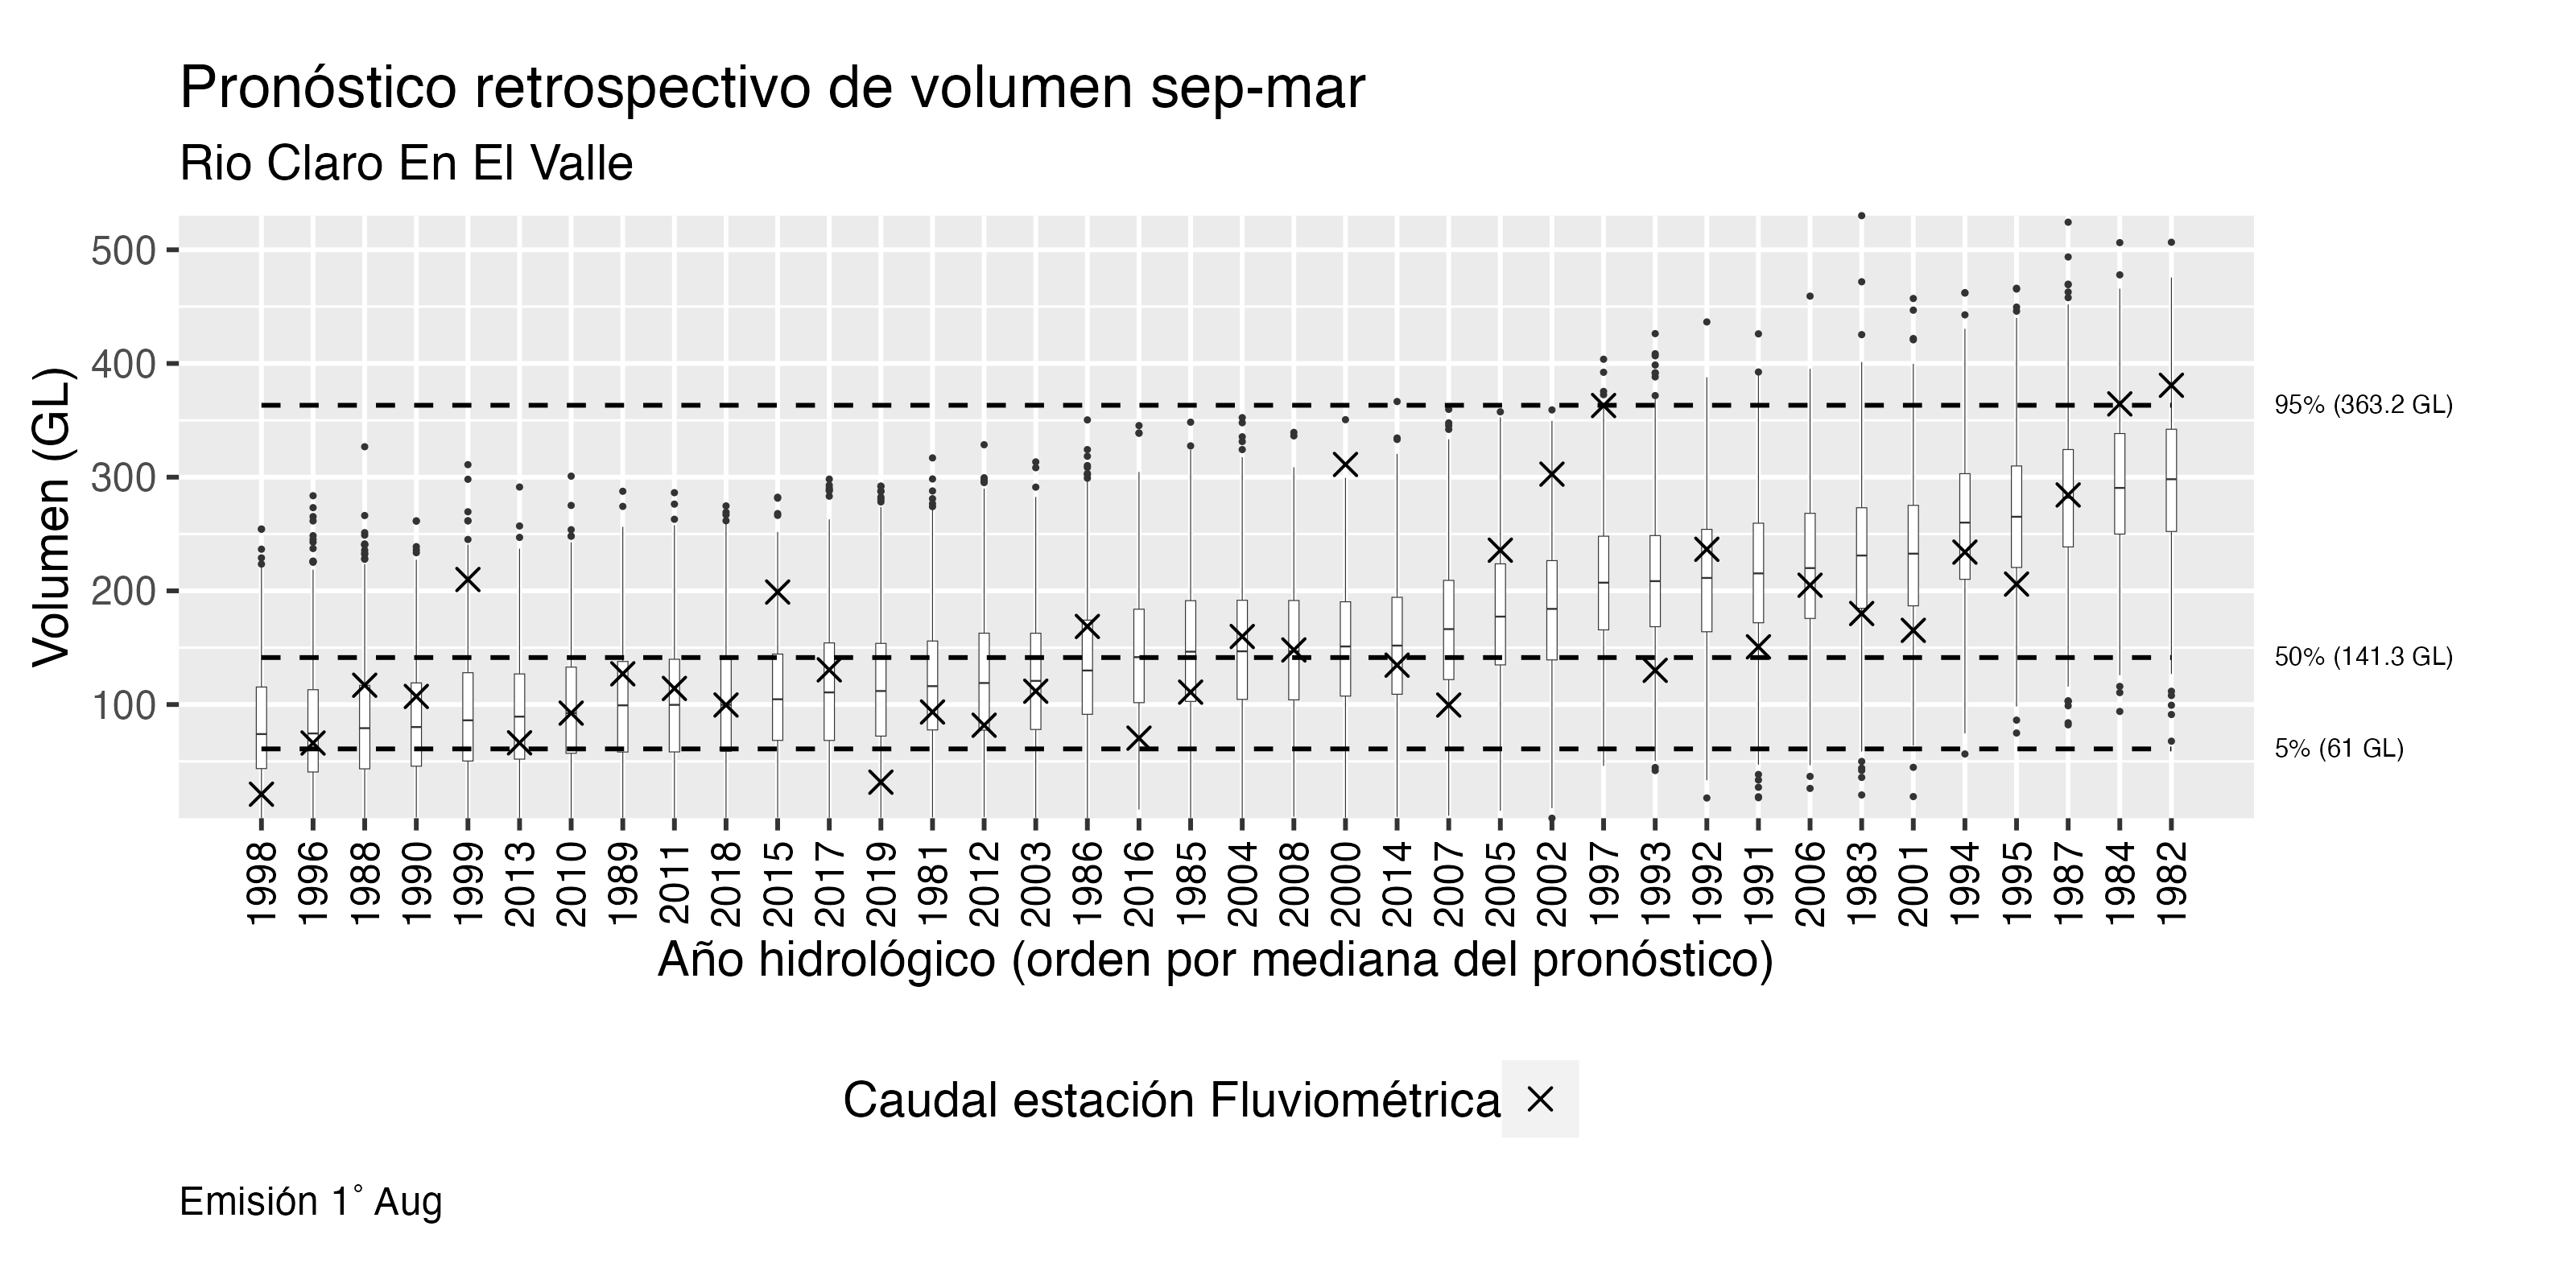 Pronóstico retrospectivo de volumen sep-mar
Rio Claro En El Valle
Volumen (GL)
500
400
300
200
100
95% (363.2 GL)
50% (141.3 GL)
5% (61 GL)
1998 1996 1988 1990 1999 2013 2010 1989 2011 2018 2015 2017 2019 1981 2012 2003 1986 2016 1985 2004 2008 2000 2014 2007 2005 2002 1997 1993 1992 1991 2006 1983 2001 1994 1995 1987 1984 1982
Año hidrológico (orden por mediana del pronóstico)
Caudal estación Fluviométrica
Emisión 1° Aug